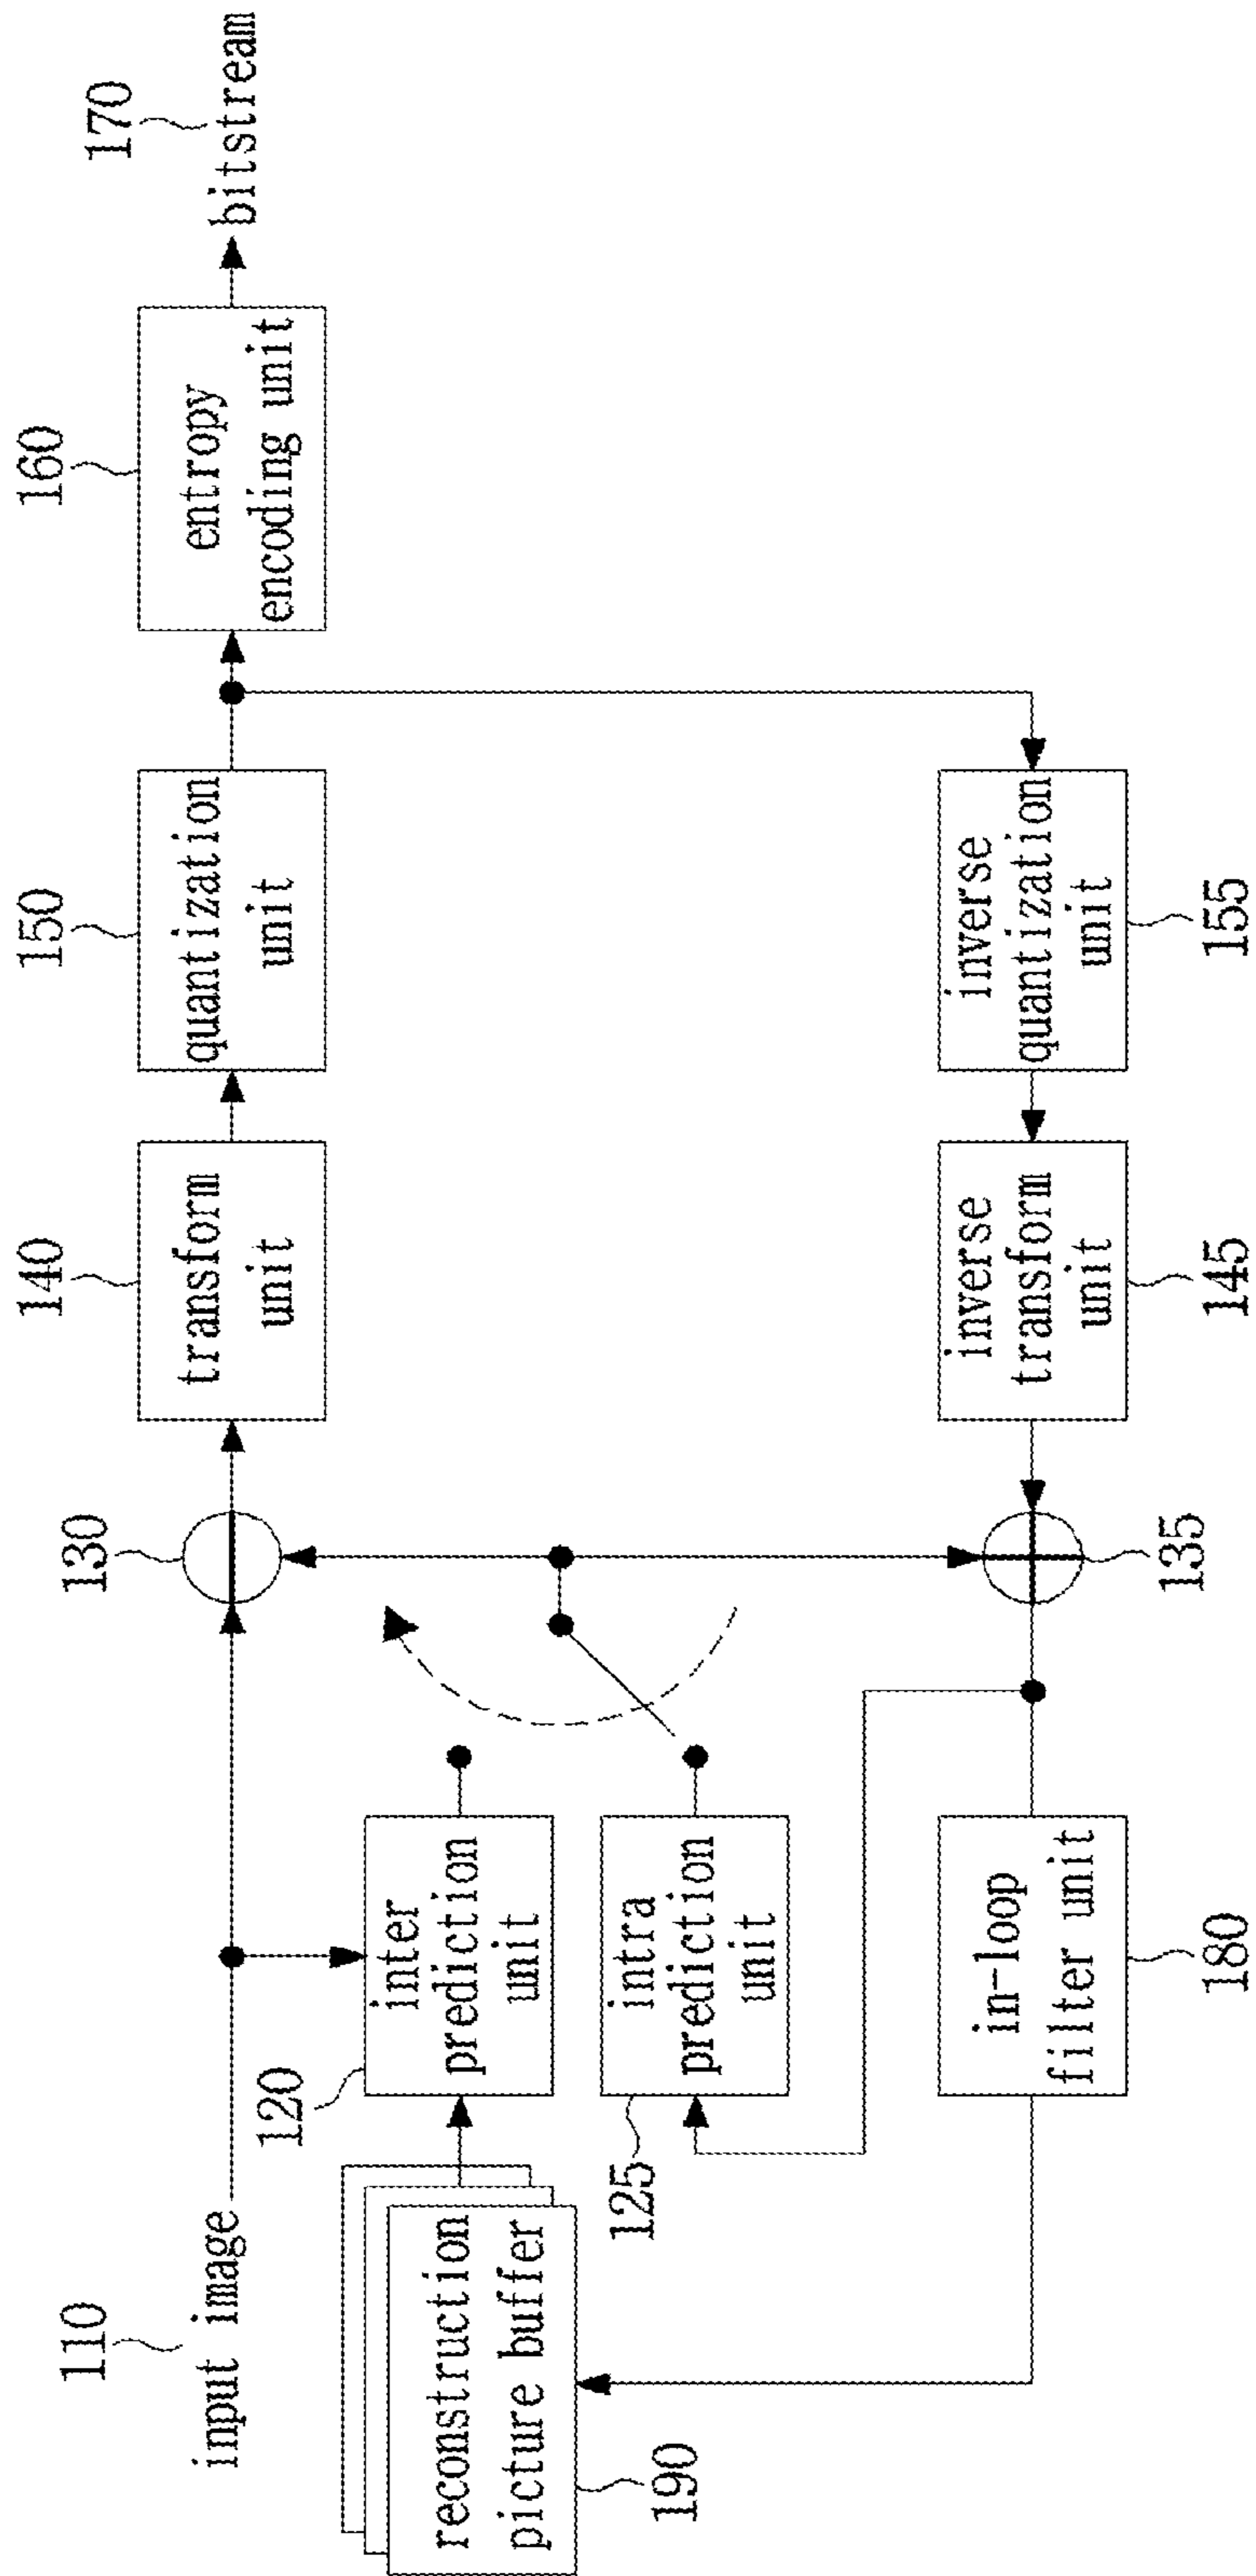 110
input image
130
140
transform
unit
150
quantization
unit
160
entropy
encoding unit
170
bitstream
120
inter
prediction
unit
reconstruction
picture buffer
190
125
intra
prediction
unit
in-loop
filter unit
180
135
inverse
transform
unit
145
inverse
quantization
unit
155